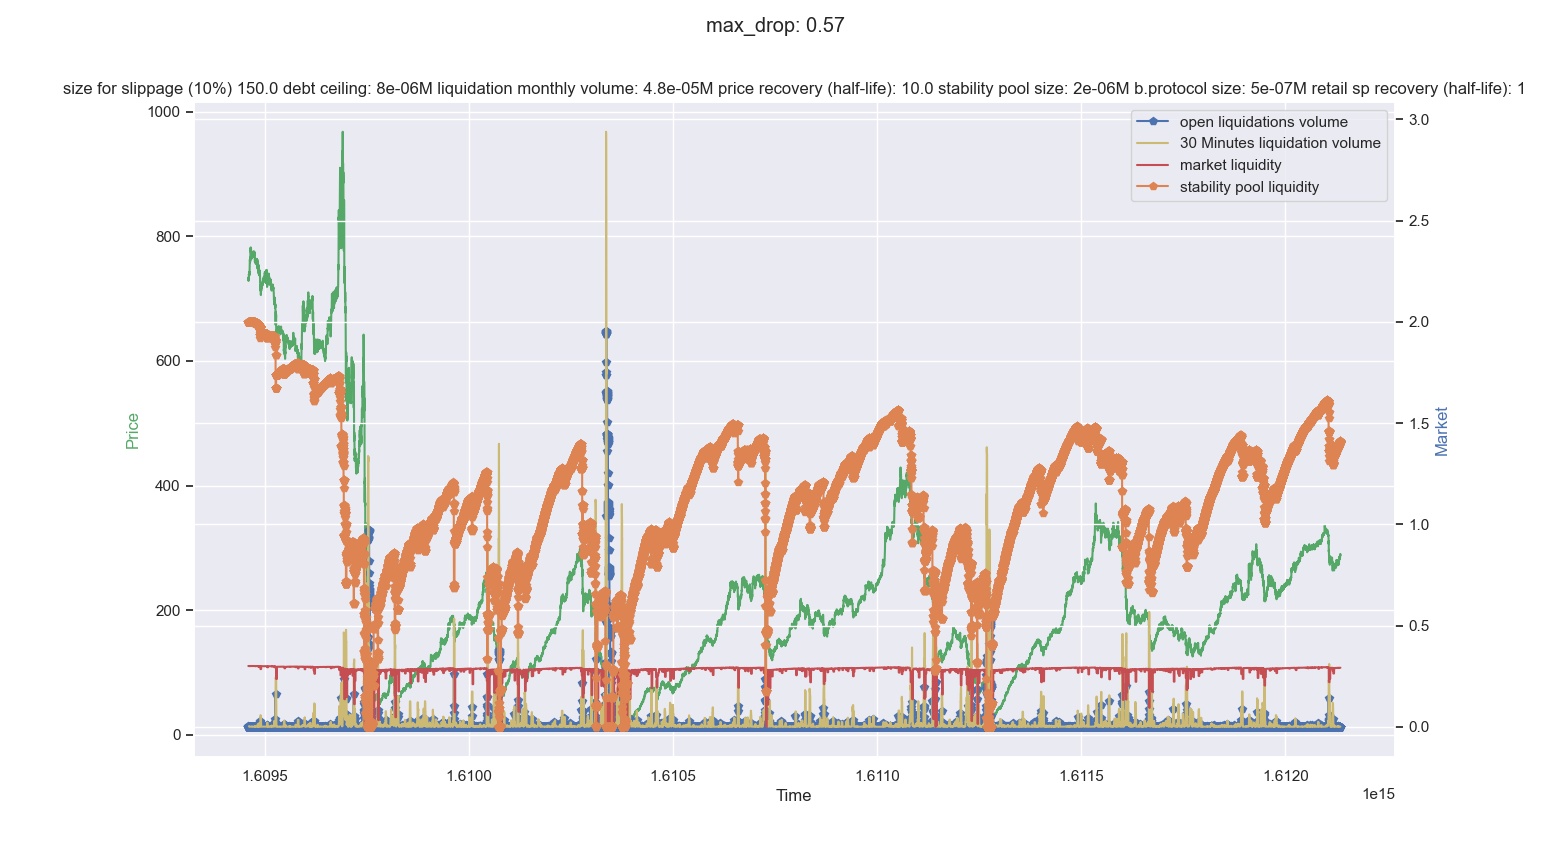 max_drop: 0.57
size for slippage (10%) 150.0 debt ceiling: 8e-06M liquidation monthly volume: 4.8e-05M price recovery (half-life): 10.0 stability pool size: 2e-06M b.protocol size: 5e-07M retail sp recovery (half-life): 1
1000
800
600
400
200
0
Price
3.0
2.5
2.0
1.5
1.0
0.5
0.0
Market
open liquidations volume
30 Minutes liquidation volume
market liquidity
stability pool liquidity
1.6095 1.6100 1.6105 1.6110 1.6115 1.6120
1e15
Time